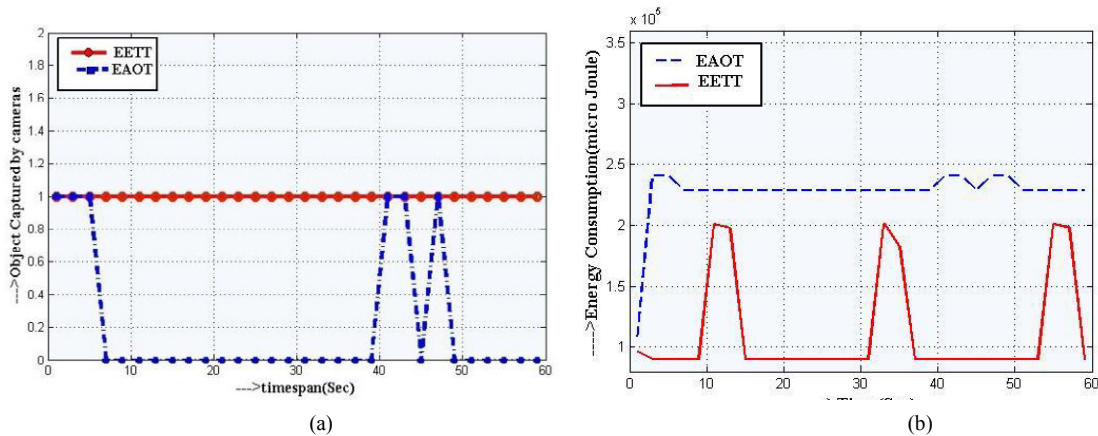 2
1.8
1.6
1.4
1.2
1
0.8
0.6
0.4
0.2
0
EETT
EAOT
--->Object Captured by cameras
0 10 20 30 40 50 60
--->timespan(Sec)
(a)
x 10^5
3.5
3
2.5
2
1.5
1
EAOT
EETT
----->Energy Consumption(micro Joule)
0 10 20 30 40 50 60
(b)